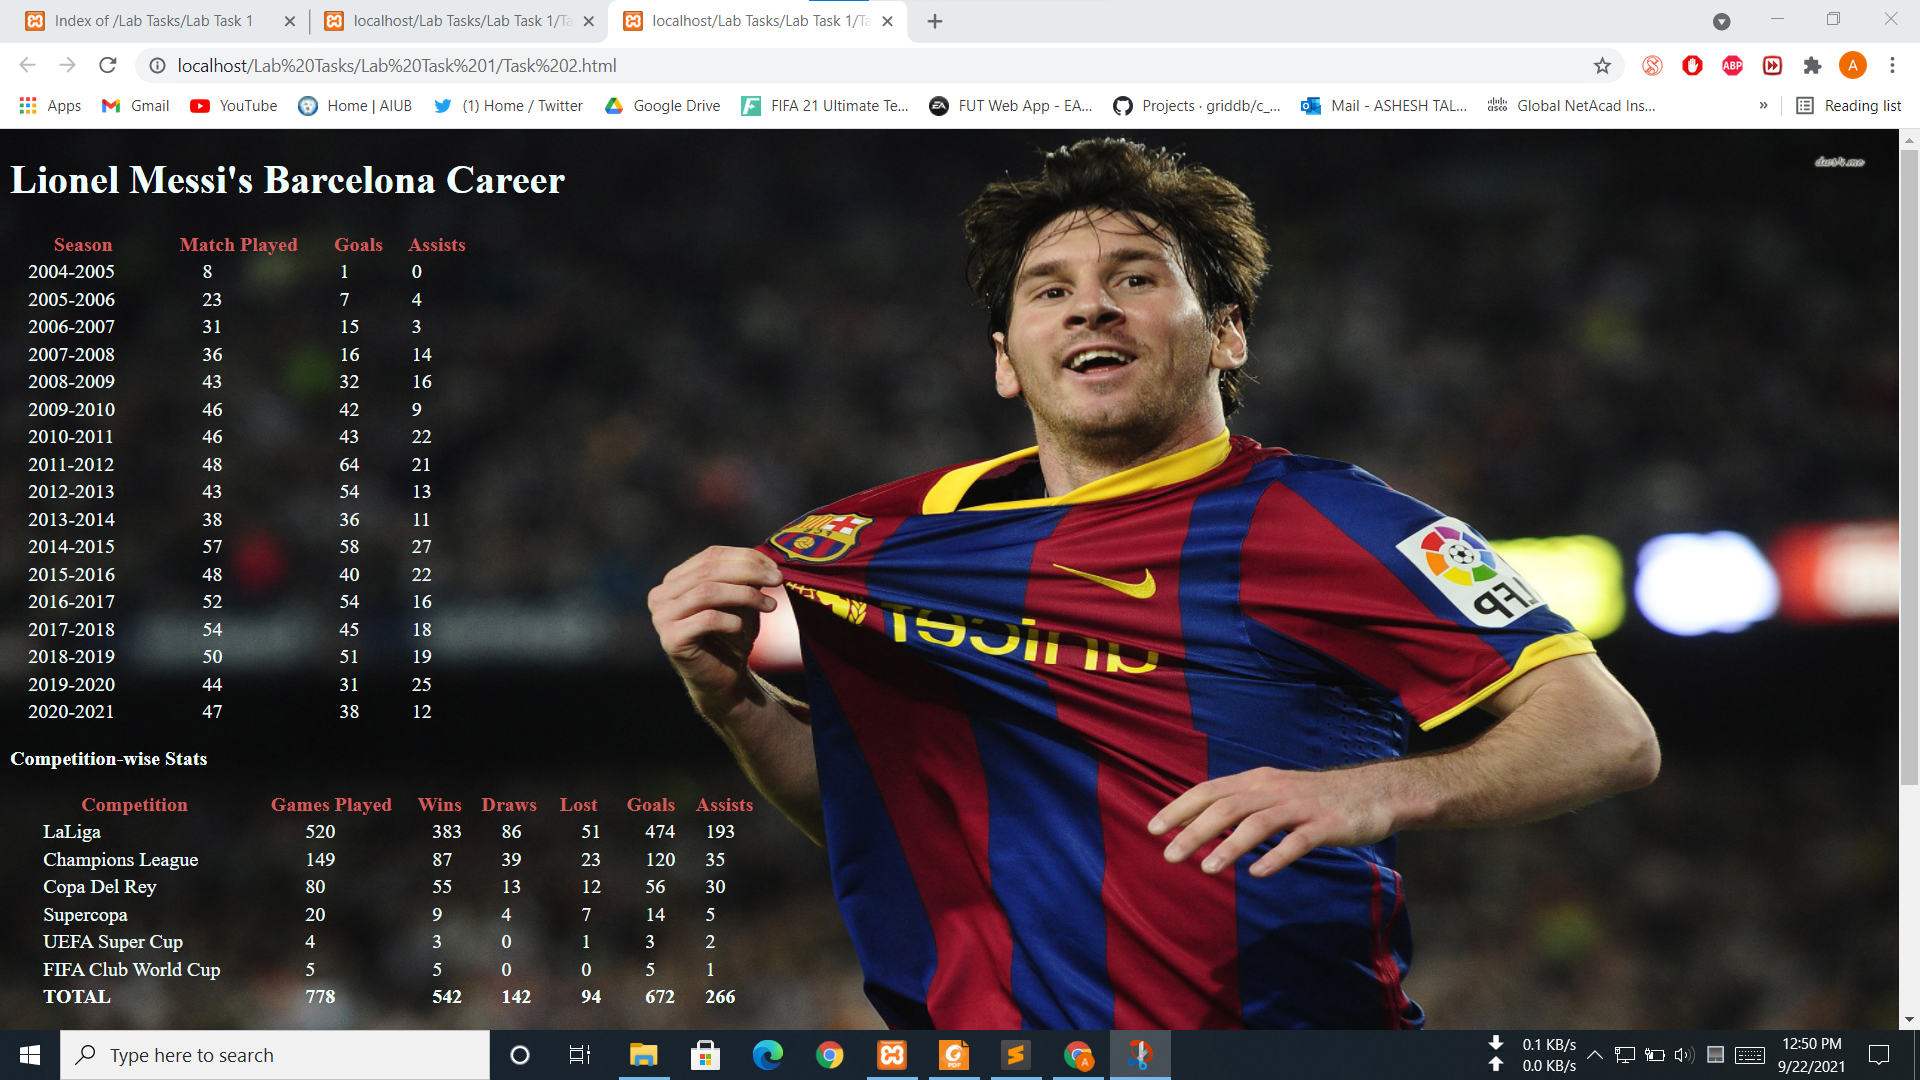 Index of /Lab Tasks/Lab Task 1
localhost/Lab Tasks/Lab Task 1/Ta
localhost/Lab Tasks/Lab Task 1/Ta
localhost/Lab%20Tasks/Lab%20Task%201/Task%202.html
ABP
A
Apps Gmail YouTube Home | AIUB (1) Home / Twitter Google Drive FIFA 21 Ultimate Te... FUT Web App - EA... Projects · griddb/c_... Mail - ASHESH TAL... Global NetAcad Ins... » Reading list
Lionel Messi's Barcelona Career
Season Match Played Goals Assists
2004-2005 8 1 0
2005-2006 23 7 4
2006-2007 31 15 3
2007-2008 36 16 14
2008-2009 43 32 16
2009-2010 46 42 9
2010-2011 46 43 22
2011-2012 48 64 21
2012-2013 43 54 13
2013-2014 38 36 11
2014-2015 57 58 27
2015-2016 48 40 22
2016-2017 52 54 16
2017-2018 54 45 18
2018-2019 50 51 19
2019-2020 44 31 25
2020-2021 47 38 12
Competition-wise Stats
Competition Games Played Wins Draws Lost Goals Assists
LaLiga 520 383 86 51 474 193
Champions League 149 87 39 23 120 35
Copa Del Rey 80 55 13 12 56 30
Supercopa 20 9 4 7 14 5
UEFA Super Cup 4 3 0 1 3 2
FIFA Club World Cup 5 5 0 0 5 1
TOTAL 778 542 142 94 672 266
unicef
LFP
Type here to search
0.1 KB/s
0.0 KB/s
12:50 PM
9/22/2021